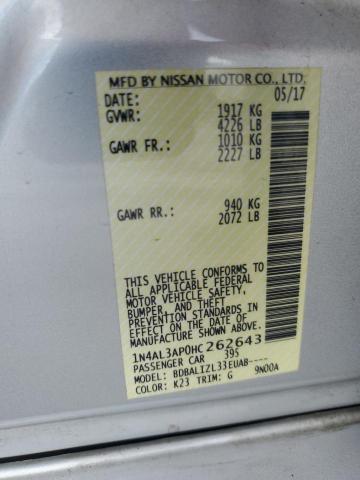 MFD BY NISSAN MOTOR CO., LTD.
DATE: 05/17
GVWR: 1917 KG
4226 LB
GAWR FR.: 1010 KG
2227 LB
GAWR RR.: 940 KG
2072 LB
THIS VEHICLE CONFORMS TO
ALL APPLICABLE FEDERAL
MOTOR VEHICLE SAFETY,
BUMPER, AND THEFT
PREVENTION STANDARDS
IN EFFECT ON THE DATE OF
MANUFACTURE SHOWN ABOVE.
1N4AL3AP0HC262643
PASSENGER CAR 395
MODEL: BDBALIZL33EUAB----
COLOR: K23 TRIM: G 9N00A